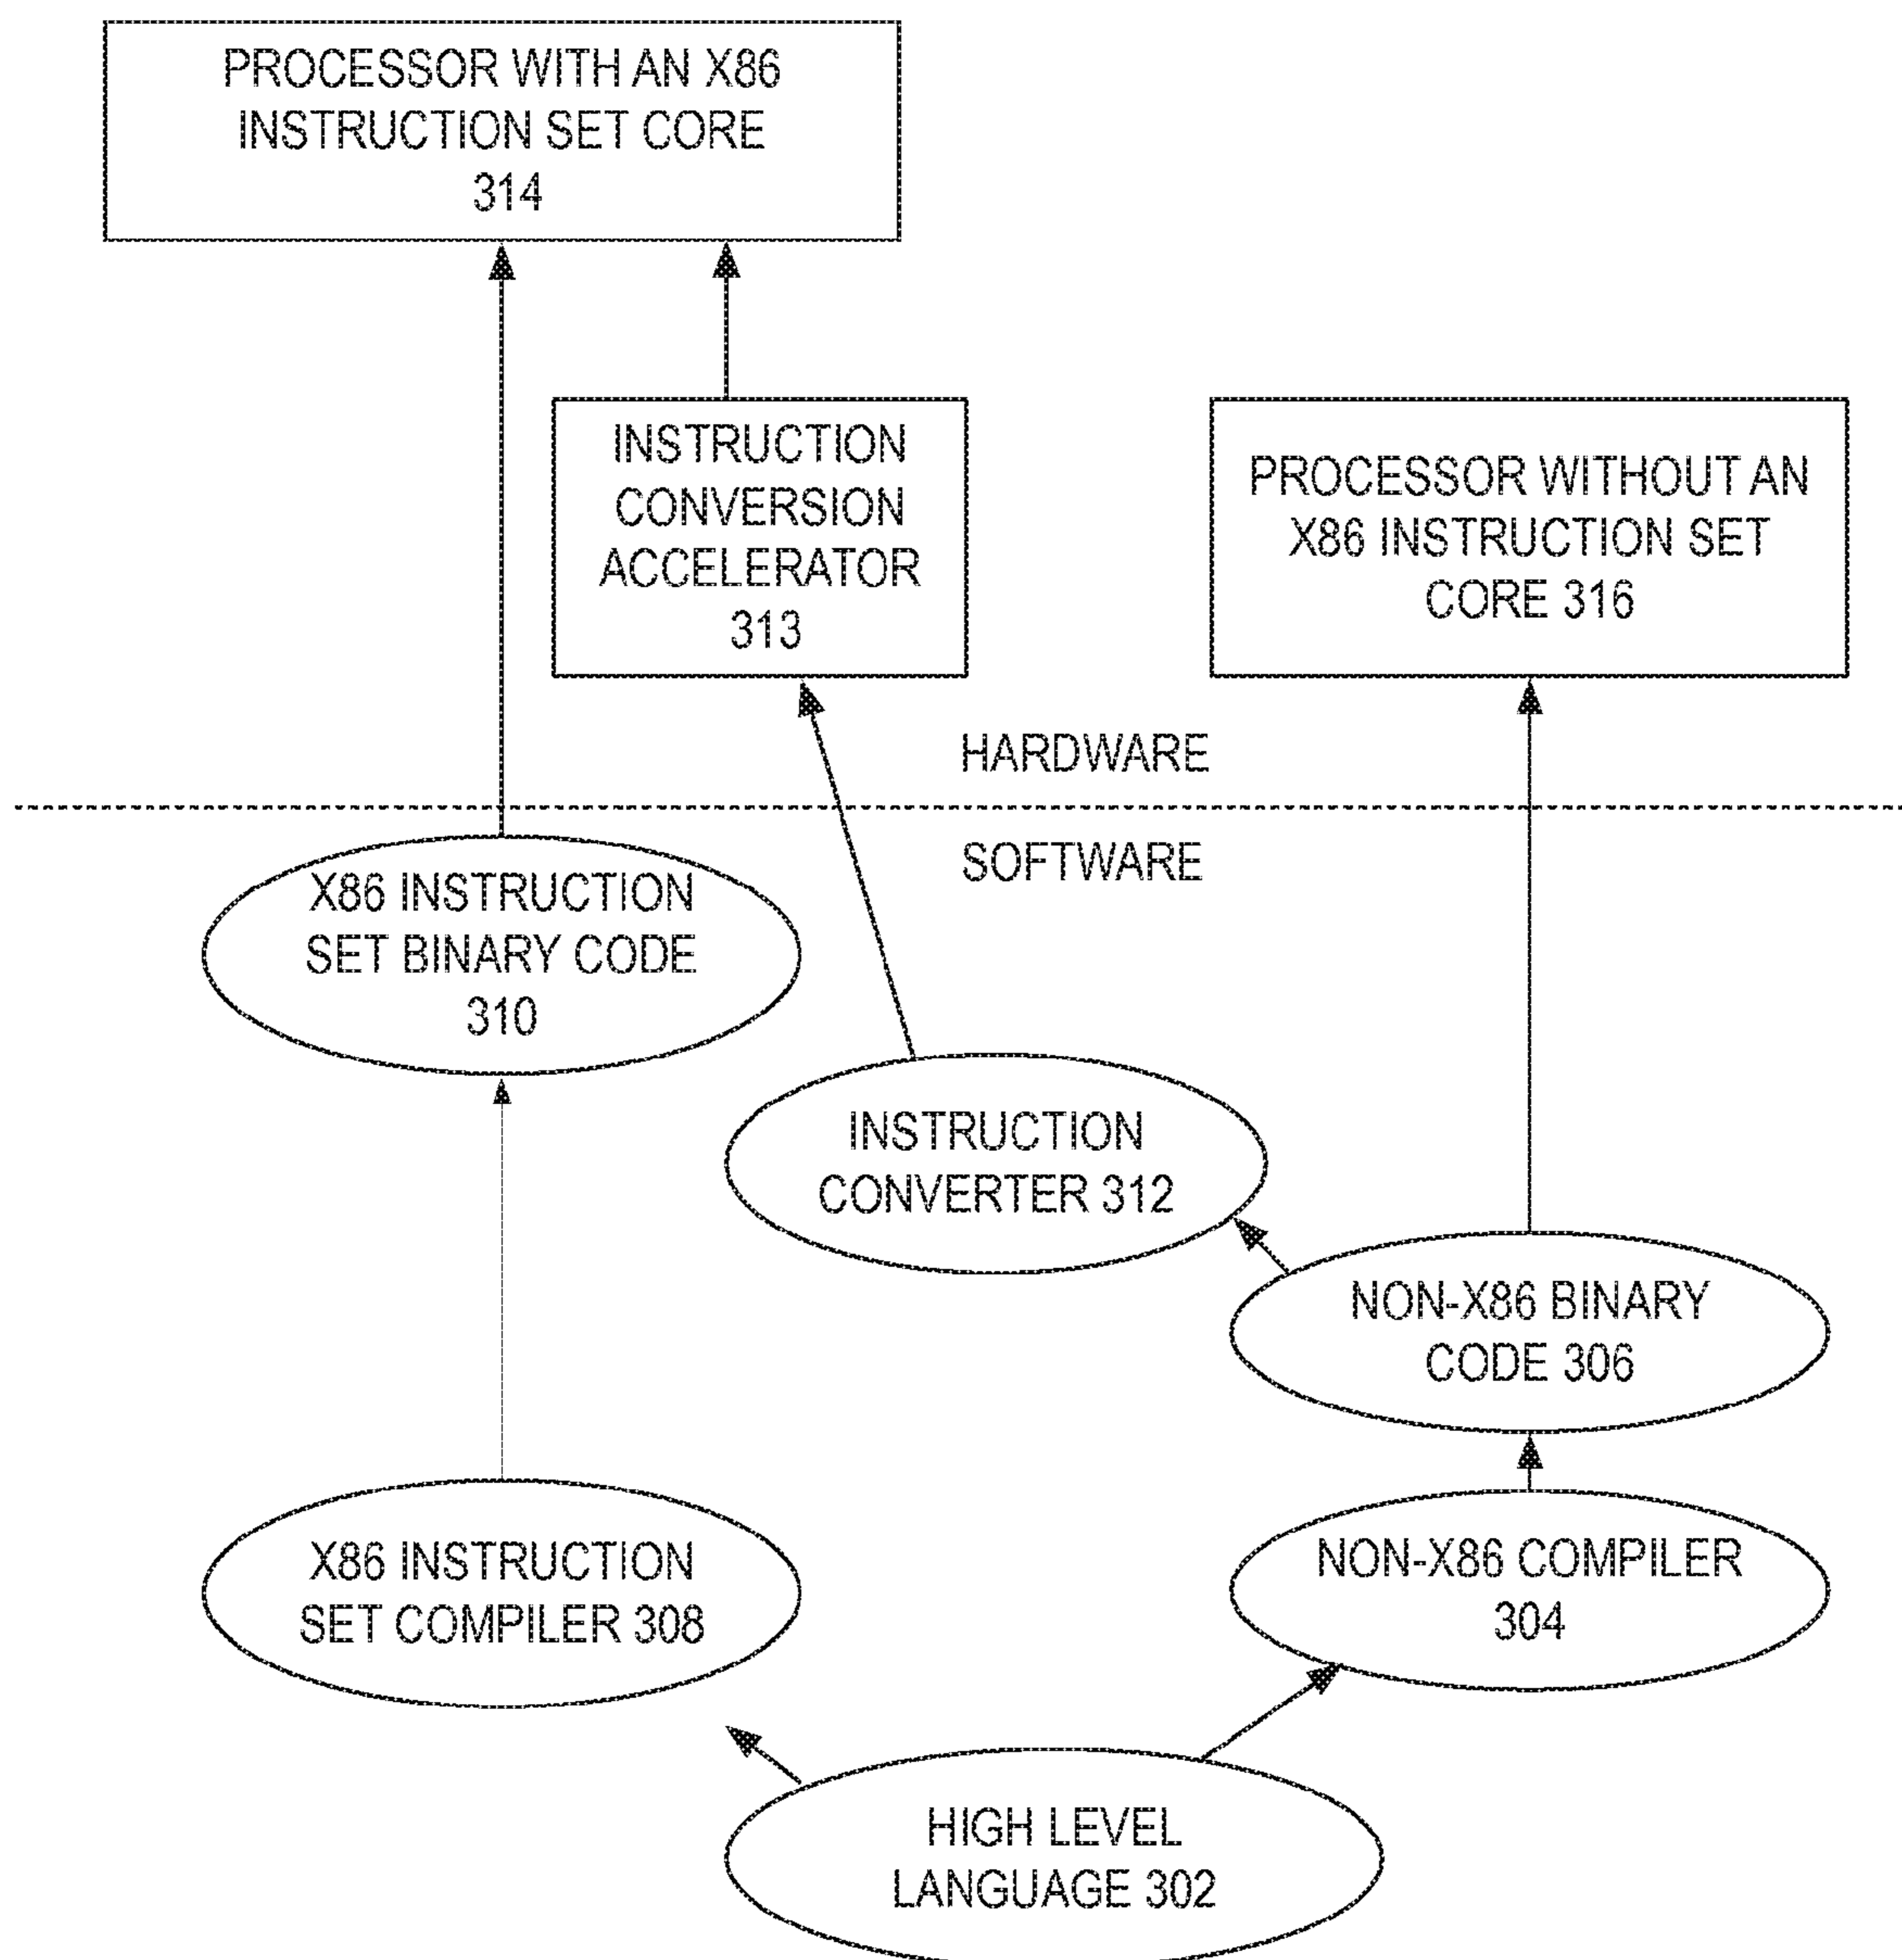 PROCESSOR WITH AN X86
INSTRUCTION SET CORE
314
INSTRUCTION
CONVERSION
ACCELERATOR
313
PROCESSOR WITHOUT AN
X86 INSTRUCTION SET
CORE 316
HARDWARE
SOFTWARE
X86 INSTRUCTION
SET BINARY CODE
310
INSTRUCTION
CONVERTER 312
NON-X86 BINARY
CODE 306
X86 INSTRUCTION
SET COMPILER 308
NON-X86 COMPILER
304
HIGH LEVEL
LANGUAGE 302